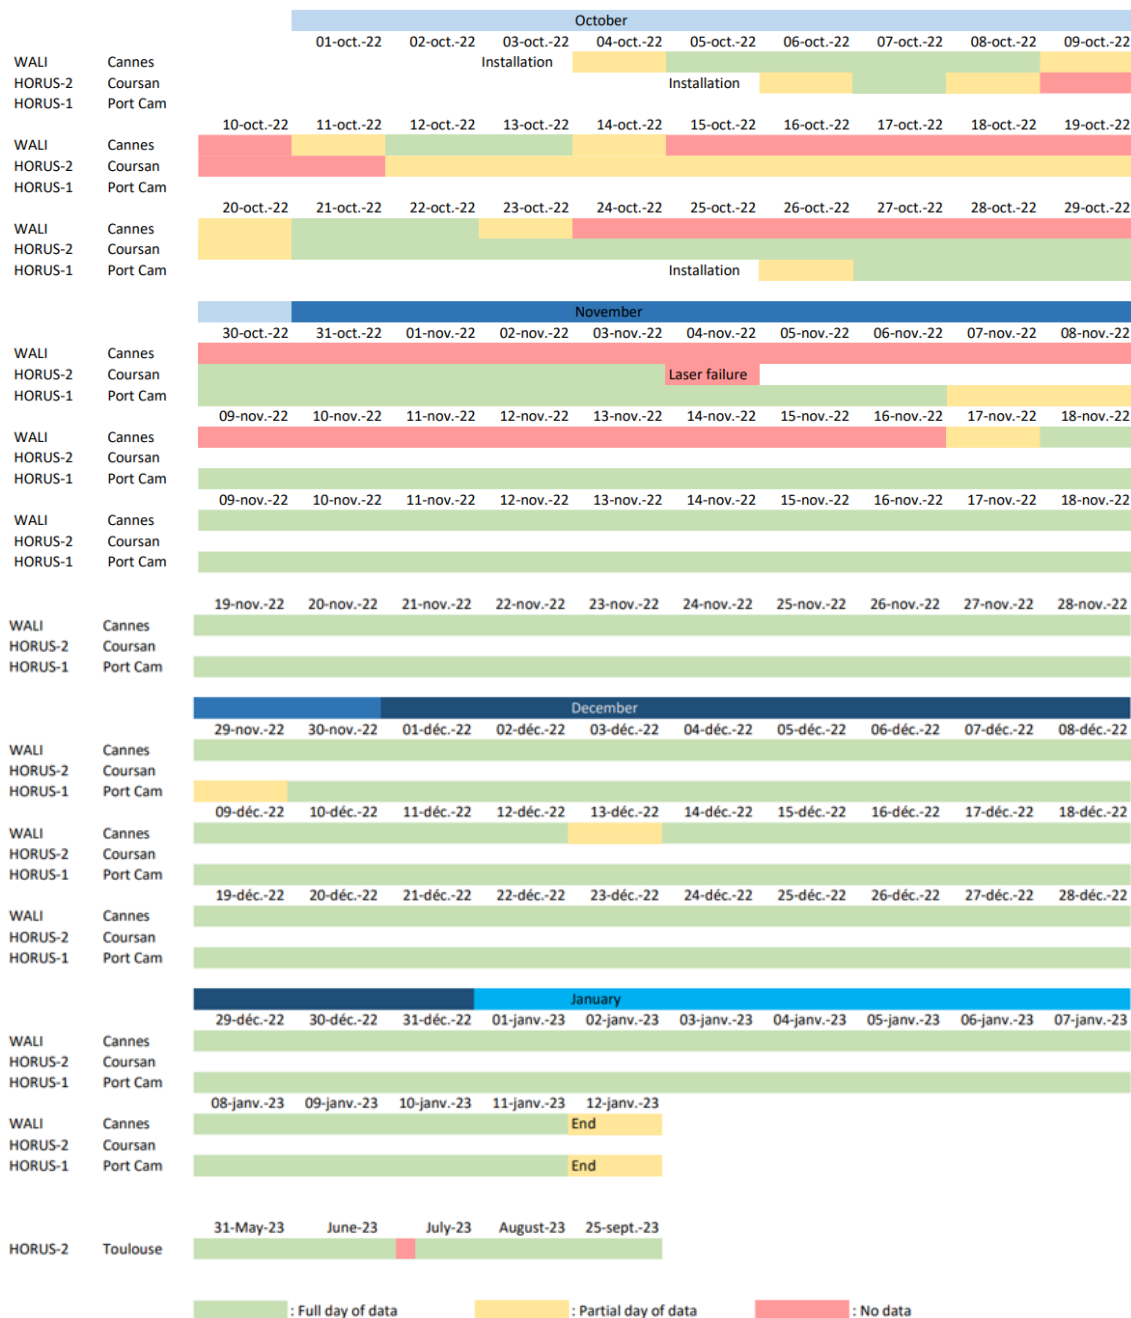 October
01-oct.-22 02-oct.-22 03-oct.-22 04-oct.-22 05-oct.-22 06-oct.-22 07-oct.-22 08-oct.-22 09-oct.-22
WALI Cannes Installation
HORUS-2 Coursan Installation
HORUS-1 Port Cam
10-oct.-22 11-oct.-22 12-oct.-22 13-oct.-22 14-oct.-22 15-oct.-22 16-oct.-22 17-oct.-22 18-oct.-22 19-oct.-22
WALI Cannes
HORUS-2 Coursan
HORUS-1 Port Cam
20-oct.-22 21-oct.-22 22-oct.-22 23-oct.-22 24-oct.-22 25-oct.-22 26-oct.-22 27-oct.-22 28-oct.-22 29-oct.-22
WALI Cannes
HORUS-2 Coursan
HORUS-1 Port Cam Installation
November
30-oct.-22 31-oct.-22 01-nov.-22 02-nov.-22 03-nov.-22 04-nov.-22 05-nov.-22 06-nov.-22 07-nov.-22 08-nov.-22
WALI Cannes
HORUS-2 Coursan Laser failure
HORUS-1 Port Cam
09-nov.-22 10-nov.-22 11-nov.-22 12-nov.-22 13-nov.-22 14-nov.-22 15-nov.-22 16-nov.-22 17-nov.-22 18-nov.-22
WALI Cannes
HORUS-2 Coursan
HORUS-1 Port Cam
09-nov.-22 10-nov.-22 11-nov.-22 12-nov.-22 13-nov.-22 14-nov.-22 15-nov.-22 16-nov.-22 17-nov.-22 18-nov.-22
WALI Cannes
HORUS-2 Coursan
HORUS-1 Port Cam
19-nov.-22 20-nov.-22 21-nov.-22 22-nov.-22 23-nov.-22 24-nov.-22 25-nov.-22 26-nov.-22 27-nov.-22 28-nov.-22
WALI Cannes
HORUS-2 Coursan
HORUS-1 Port Cam
December
29-nov.-22 30-nov.-22 01-déc.-22 02-déc.-22 03-déc.-22 04-déc.-22 05-déc.-22 06-déc.-22 07-déc.-22 08-déc.-22
WALI Cannes
HORUS-2 Coursan
HORUS-1 Port Cam
09-déc.-22 10-déc.-22 11-déc.-22 12-déc.-22 13-déc.-22 14-déc.-22 15-déc.-22 16-déc.-22 17-déc.-22 18-déc.-22
WALI Cannes
HORUS-2 Coursan
HORUS-1 Port Cam
19-déc.-22 20-déc.-22 21-déc.-22 22-déc.-22 23-déc.-22 24-déc.-22 25-déc.-22 26-déc.-22 27-déc.-22 28-déc.-22
WALI Cannes
HORUS-2 Coursan
HORUS-1 Port Cam
January
29-déc.-22 30-déc.-22 31-déc.-22 01-janv.-23 02-janv.-23 03-janv.-23 04-janv.-23 05-janv.-23 06-janv.-23 07-janv.-23
WALI Cannes
HORUS-2 Coursan
HORUS-1 Port Cam
08-janv.-23 09-janv.-23 10-janv.-23 11-janv.-23 12-janv.-23
WALI Cannes End
HORUS-2 Coursan
HORUS-1 Port Cam End
31-May-23 June-23 July-23 August-23 25-sept.-23
HORUS-2 Toulouse
: Full day of data : Partial day of data : No data